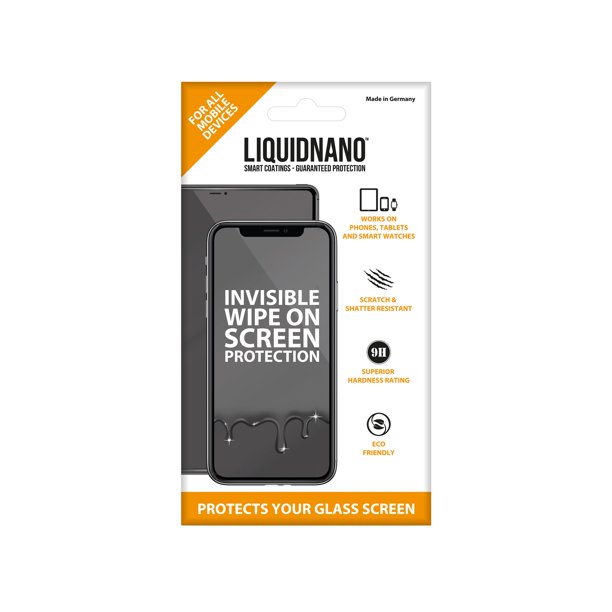 FOR ALL
MOBILE
DEVICES
Made in Germany
LIQUIDNANO™
SMART COATINGS - GUARANTEED PROTECTION
WORKS ON
PHONES, TABLETS
AND SMART WATCHES
INVISIBLE
WIPE ON
SCREEN
PROTECTION
SCRATCH &
SHATTER RESISTANT
9H
SUPERIOR
HARDNESS RATING
ECO
FRIENDLY
PROTECTS YOUR GLASS SCREEN